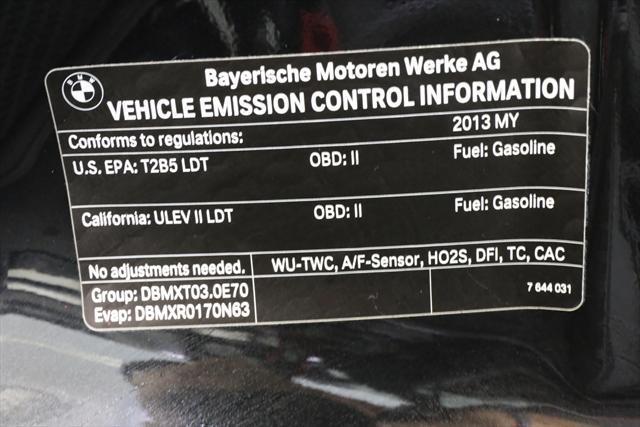 BMW
Bayerische Motoren Werke AG
VEHICLE EMISSION CONTROL INFORMATION
Conforms to regulations: 2013 MY
U.S. EPA: T2B5 LDT OBD: II Fuel: Gasoline
California: ULEV II LDT OBD: II Fuel: Gasoline
No adjustments needed. WU-TWC, A/F-Sensor, HO2S, DFI, TC, CAC
Group: DBMXT03.0E70
Evap: DBMXR0170N63
7 644 031